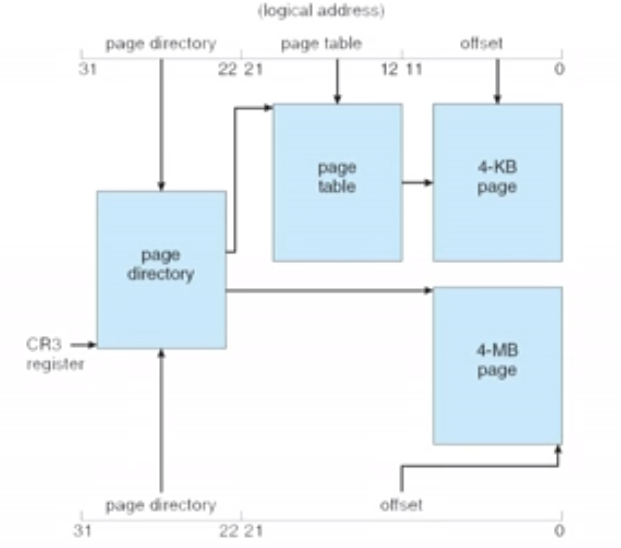 (logical address)
page directory page table offset
31 22 21 12 11 0
page
table
4-KB
page
page
directory
CR3
register
4-MB
page
page directory offset
31 22 21 0